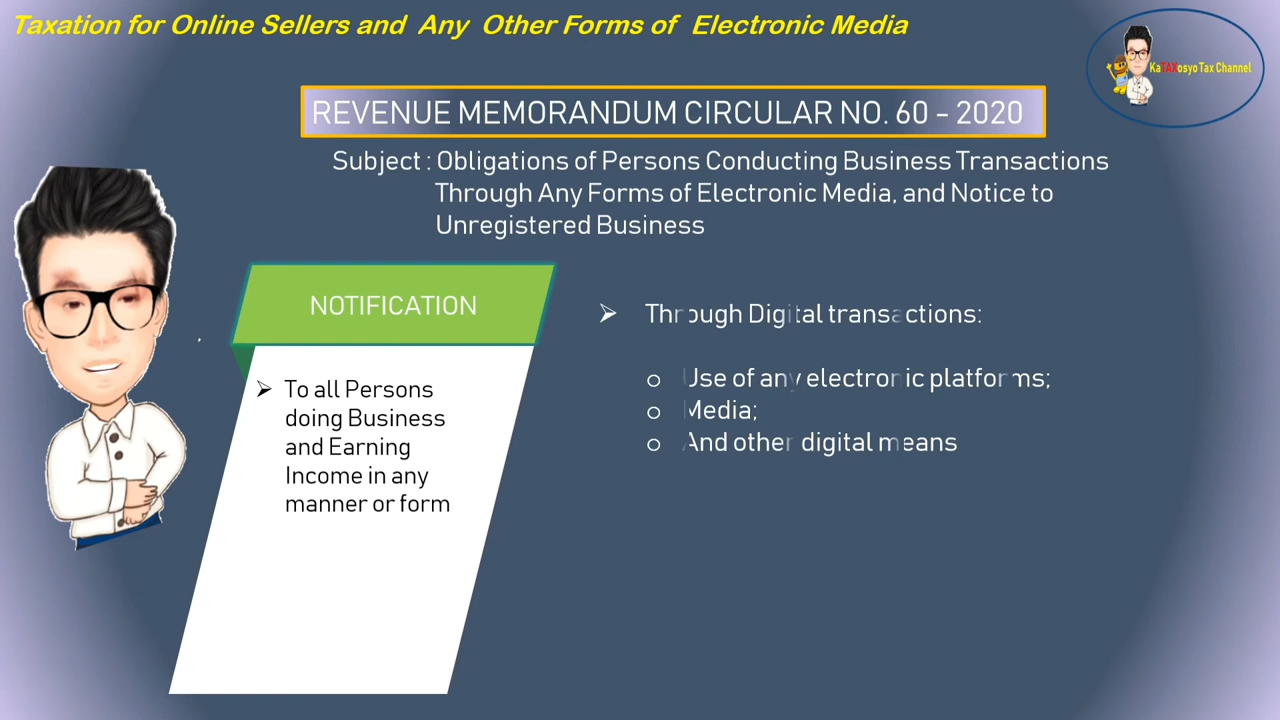 Taxation for Online Sellers and Any Other Forms of Electronic Media
KaTAXosyo Tax Channel
REVENUE MEMORANDUM CIRCULAR NO. 60 - 2020
Subject : Obligations of Persons Conducting Business Transactions
Through Any Forms of Electronic Media, and Notice to
Unregistered Business
NOTIFICATION
➢ To all Persons
doing Business
and Earning
Income in any
manner or form
➢ Through Digital transactions:
o Use of any electronic platforms;
o Media;
o And other digital means